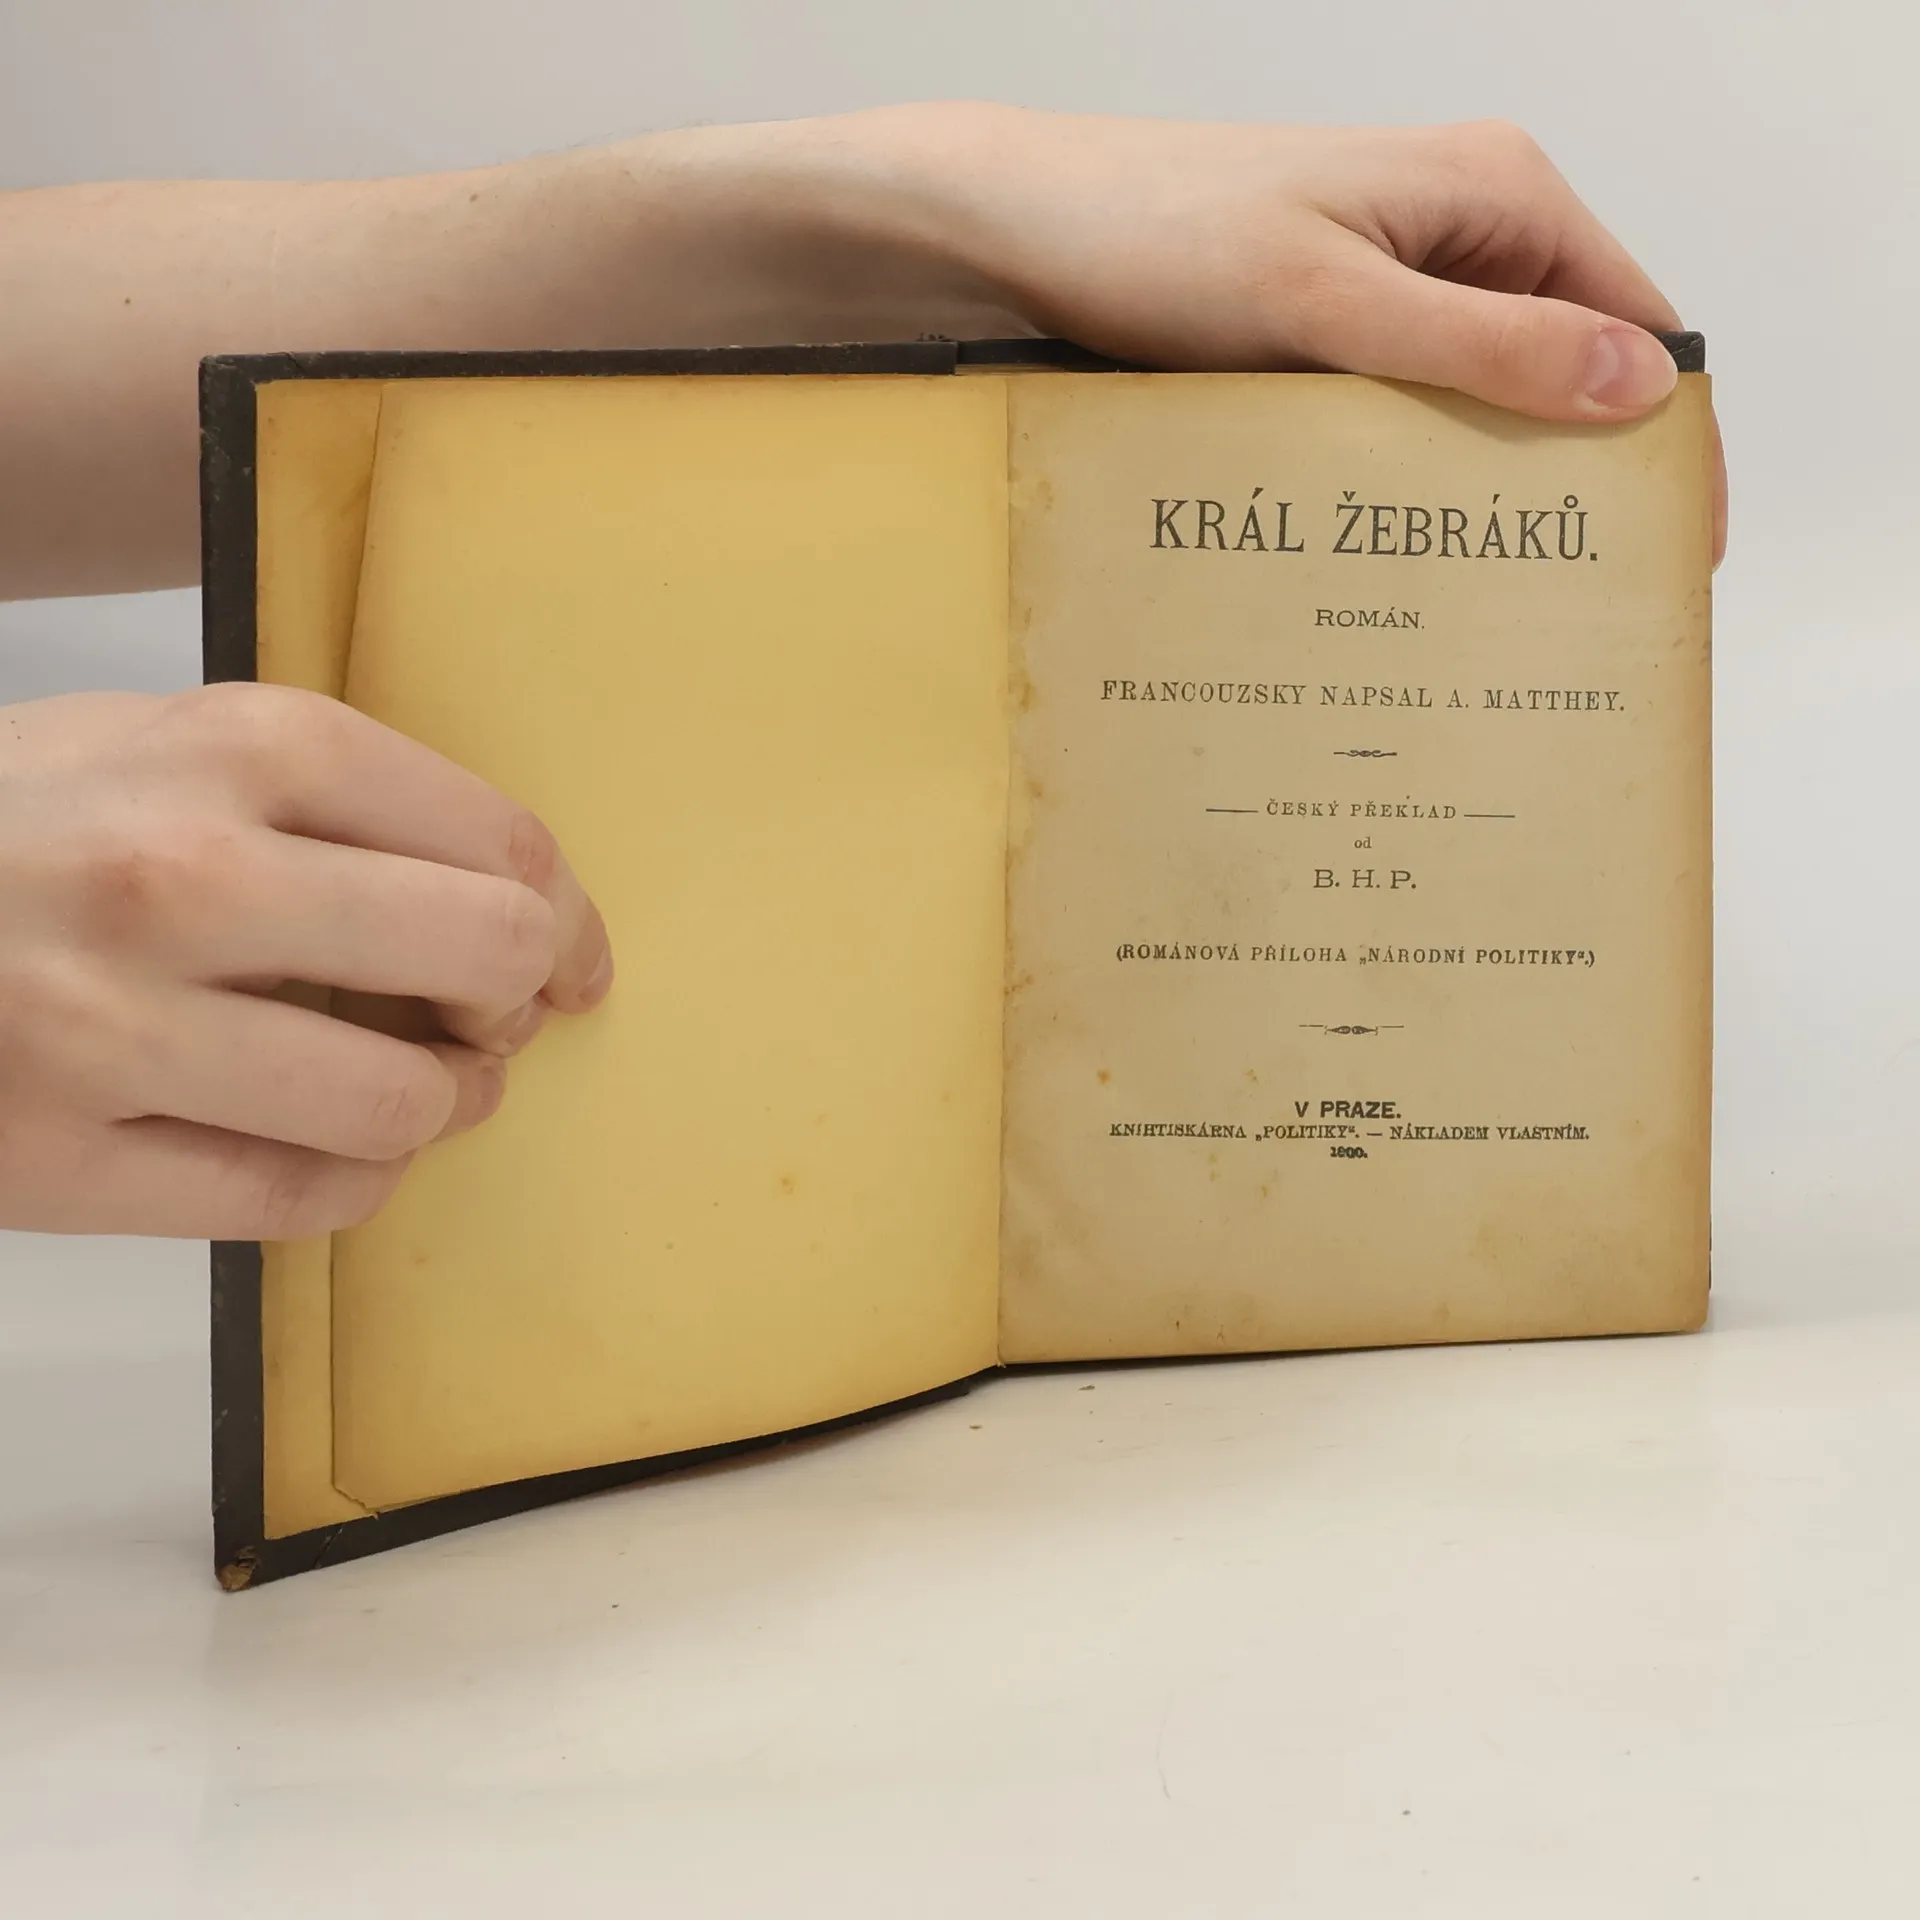 KRÁL ŽEBRÁKŮ.
ROMÁN.
FRANCOUZSKY NAPSAL A. MATTHEY.
ČESKÝ PŘEKLAD
od
B. H. P.
(ROMÁNOVÁ PŘÍLOHA „NÁRODNÍ POLITIKY“.)
V PRAZE.
KNIHTISKÁRNA „POLITIKY“. — NÁKLADEM VLASTNÍM.